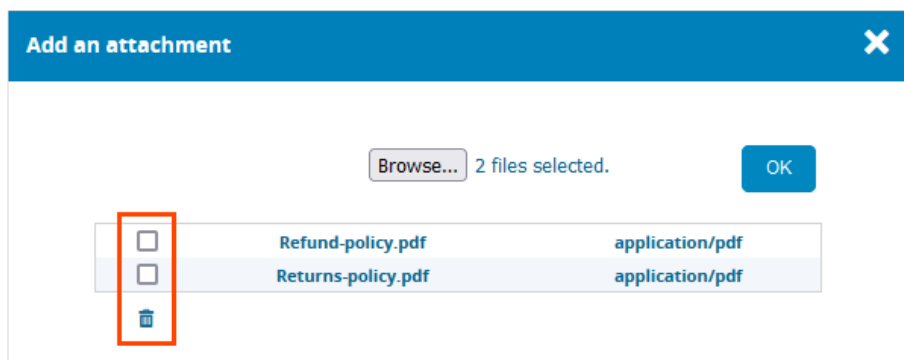 Add an attachment
Browse... 2 files selected.
OK
Refund-policy.pdf application/pdf
Returns-policy.pdf application/pdf